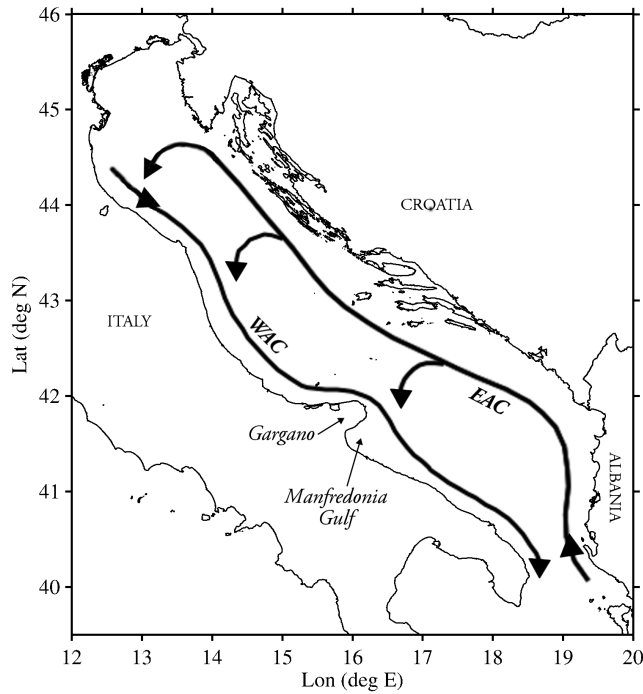 46
45
44
43
42
41
40
Lat (deg N)
CROATIA
ITALY
WAC
EAC
Gargano
Manfredonia
Gulf
ALBANIA
12 13 14 15 16 17 18 19 20
Lon (deg E)